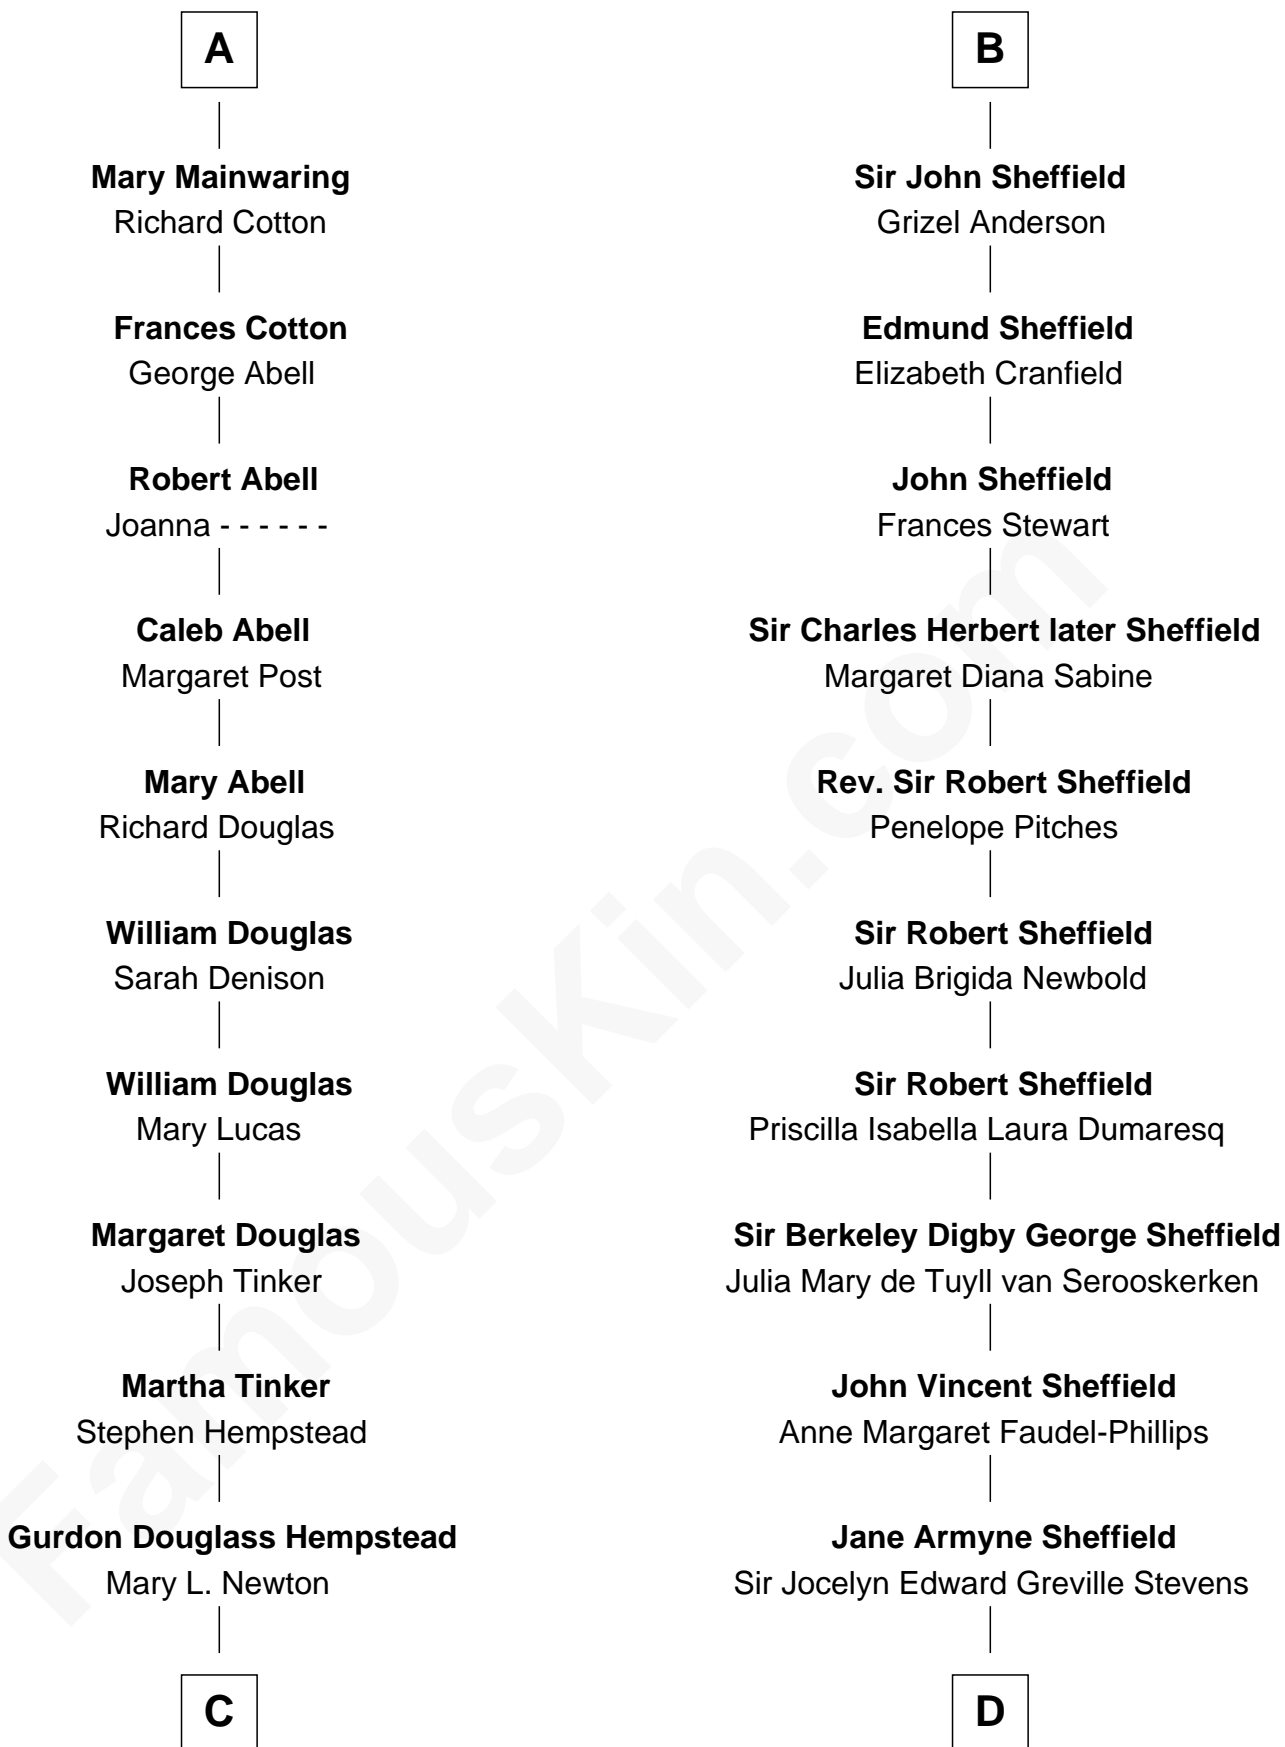 A
Mary Mainwaring
Richard Cotton
Frances Cotton
George Abell
Robert Abell
Joanna - - - - - -
Caleb Abell
Margaret Post
Mary Abell
Richard Douglas
William Douglas
Sarah Denison
William Douglas
Mary Lucas
Margaret Douglas
Joseph Tinker
Martha Tinker
Stephen Hempstead
Gurdon Douglass Hempstead
Mary L. Newton
C
B
Sir John Sheffield
Grizel Anderson
Edmund Sheffield
Elizabeth Cranfield
John Sheffield
Frances Stewart
Sir Charles Herbert later Sheffield
Margaret Diana Sabine
Rev. Sir Robert Sheffield
Penelope Pitches
Sir Robert Sheffield
Julia Brigida Newbold
Sir Robert Sheffield
Priscilla Isabella Laura Dumaresq
Sir Berkeley Digby George Sheffield
Julia Mary de Tuyll van Serooskerken
John Vincent Sheffield
Anne Margaret Faudel-Phillips
Jane Armyne Sheffield
Sir Jocelyn Edward Greville Stevens
D
FamousKin.com